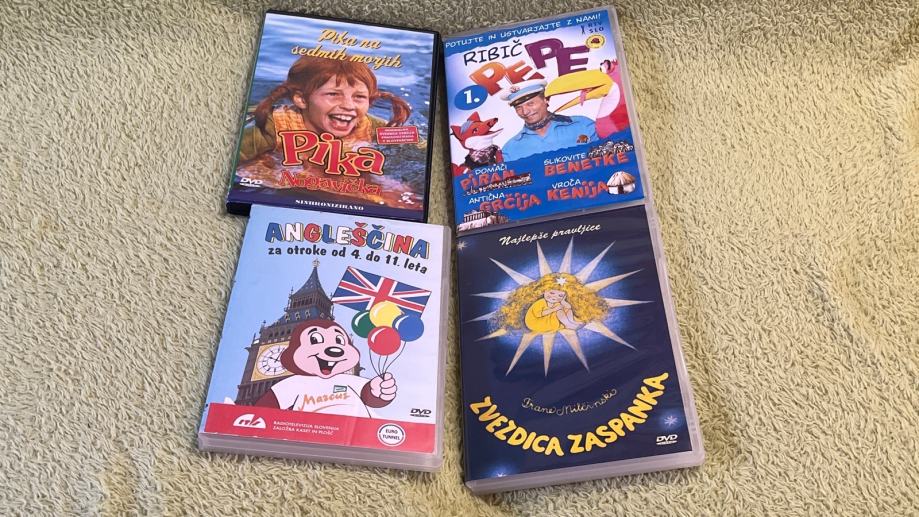 Pika na
sedmih morjih
Pika
Nogavička
DVD
SINHRONIZIRANO
POTUJTE IN USTVARJAJTE Z NAMI!
RIBIČ
PEPE
1.
DOMAČI
PIRAN
SLIKOVITE
BENETKE
ANTIČNA
GRČIJA
VROČA
KENIJA
ANGLEŠČINA
za otroke od 4. do 11. leta
Marcus
RADIOTELEVIZIJA SLOVENIJA
ZALOŽBA KASET IN PLOŠČ
EURO
TUNNEL
DVD
Najlepše pravljice
Frane Milčinski
ZVEZDICA ZASPANKA
DVD